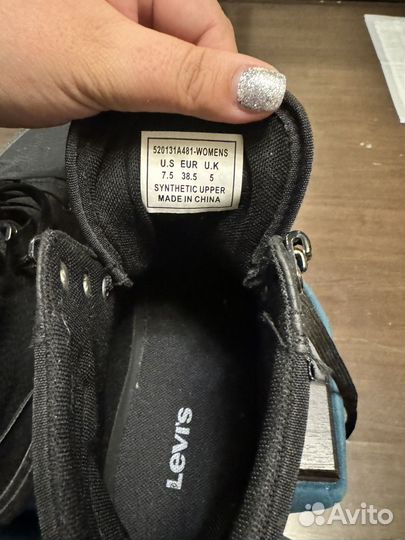 520131A481-WOMENS
U.S EUR U.K
7.5 38.5 5
SYNTHETIC UPPER
MADE IN CHINA
Levi's
Avito